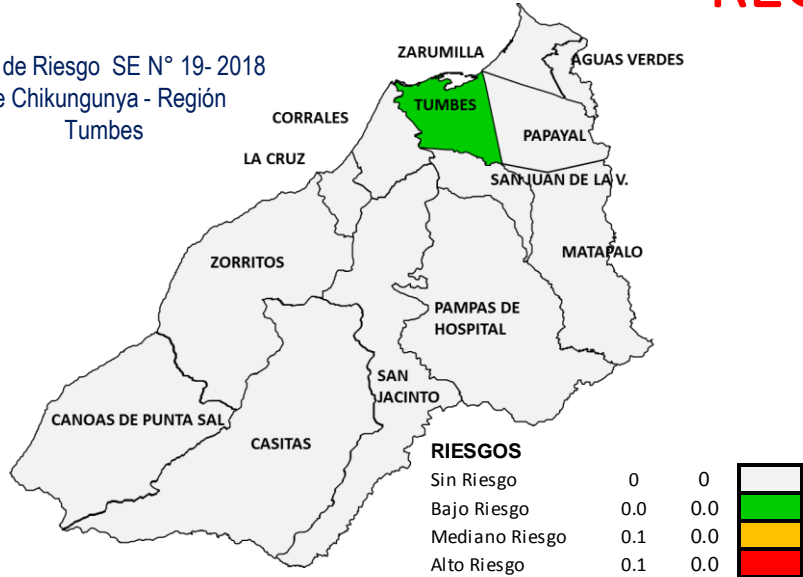 de Riesgo SE N° 19- 2018
Chikungunya - Región
Tumbes
ZARUMILLA
AGUAS VERDES
TUMBES
CORRALES
PAPAYAL
LA CRUZ
SAN JUAN DE LA V.
MATAPALO
ZORRITOS
PAMPAS DE
HOSPITAL
SAN
JACINTO
CANOAS DE PUNTA SAL
CASITAS
RIESGOS
Sin Riesgo 0 0
Bajo Riesgo 0.0 0.0
Mediano Riesgo 0.1 0.0
Alto Riesgo 0.1 0.0